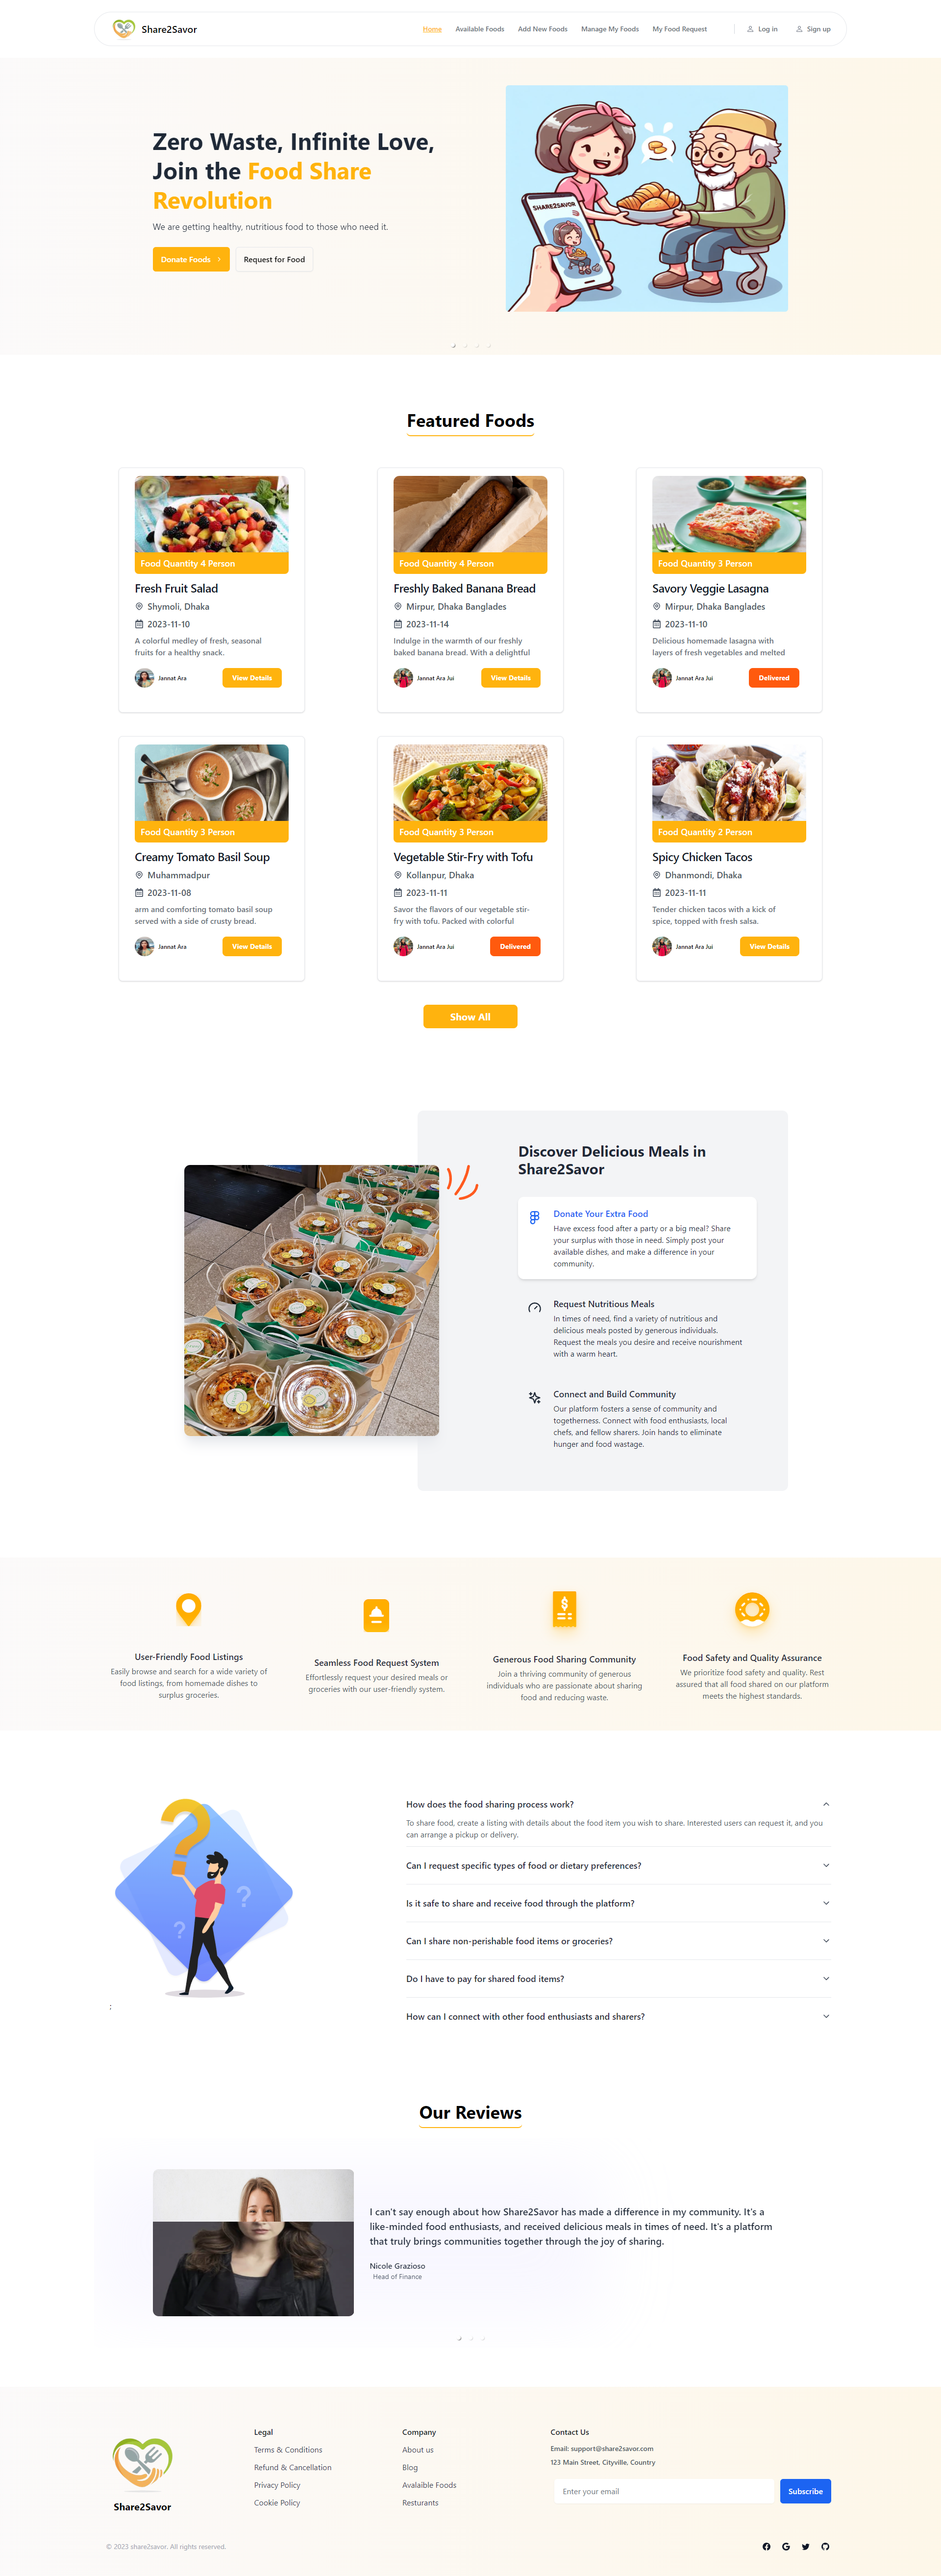 Share2Savor
Home
Available Foods
Add New Foods
Manage My Foods
My Food Request
Log in
Sign up
Zero Waste, Infinite Love,
Join the Food Share
Revolution
We are getting healthy, nutritious food to those who need it.
Donate Foods
Request for Food
SHARE2SAVOR
Featured Foods
Food Quantity 4 Person
Fresh Fruit Salad
Shymoli, Dhaka
2023-11-10
A colorful medley of fresh, seasonal
fruits for a healthy snack.
Jannat Ara
View Details
Food Quantity 4 Person
Freshly Baked Banana Bread
Mirpur, Dhaka Banglades
2023-11-14
Indulge in the warmth of our freshly
baked banana bread. With a delightful
Jannat Ara Jui
View Details
Food Quantity 3 Person
Savory Veggie Lasagna
Mirpur, Dhaka Banglades
2023-11-10
Delicious homemade lasagna with
layers of fresh vegetables and melted
Jannat Ara Jui
Delivered
Food Quantity 3 Person
Creamy Tomato Basil Soup
Muhammadpur
2023-11-08
arm and comforting tomato basil soup
served with a side of crusty bread.
Jannat Ara
View Details
Food Quantity 3 Person
Vegetable Stir-Fry with Tofu
Kollanpur, Dhaka
2023-11-11
Savor the flavors of our vegetable stir-
fry with tofu. Packed with colorful
Jannat Ara Jui
Delivered
Food Quantity 2 Person
Spicy Chicken Tacos
Dhanmondi, Dhaka
2023-11-11
Tender chicken tacos with a kick of
spice, topped with fresh salsa.
Jannat Ara Jui
View Details
Show All
Discover Delicious Meals in
Share2Savor
Donate Your Extra Food
Have excess food after a party or a big meal? Share
your surplus with those in need. Simply post your
available dishes, and make a difference in your
community.
Request Nutritious Meals
In times of need, find a variety of nutritious and
delicious meals posted by generous individuals.
Request the meals you desire and receive nourishment
with a warm heart.
Connect and Build Community
Our platform fosters a sense of community and
togetherness. Connect with food enthusiasts, local
chefs, and fellow sharers. Join hands to eliminate
hunger and food wastage.
User-Friendly Food Listings
Easily browse and search for a wide variety of
food listings, from homemade dishes to
surplus groceries.
Seamless Food Request System
Effortlessly request your desired meals or
groceries with our user-friendly system.
Generous Food Sharing Community
Join a thriving community of generous
individuals who are passionate about sharing
food and reducing waste.
Food Safety and Quality Assurance
We prioritize food safety and quality. Rest
assured that all food shared on our platform
meets the highest standards.
:
How does the food sharing process work?
To share food, create a listing with details about the food item you wish to share. Interested users can request it, and you
can arrange a pickup or delivery.
Can I request specific types of food or dietary preferences?
Is it safe to share and receive food through the platform?
Can I share non-perishable food items or groceries?
Do I have to pay for shared food items?
How can I connect with other food enthusiasts and sharers?
Our Reviews
I can't say enough about how Share2Savor has made a difference in my community. It's a
like-minded food enthusiasts, and received delicious meals in times of need. It's a platform
that truly brings communities together through the joy of sharing.
Nicole Grazioso
Head of Finance
Share2Savor
Legal
Terms & Conditions
Refund & Cancellation
Privacy Policy
Cookie Policy
Company
About us
Blog
Avalaible Foods
Resturants
Contact Us
Email: support@share2savor.com
123 Main Street, Cityville, Country
Enter your email
Subscribe
© 2023 share2savor. All rights reserved.